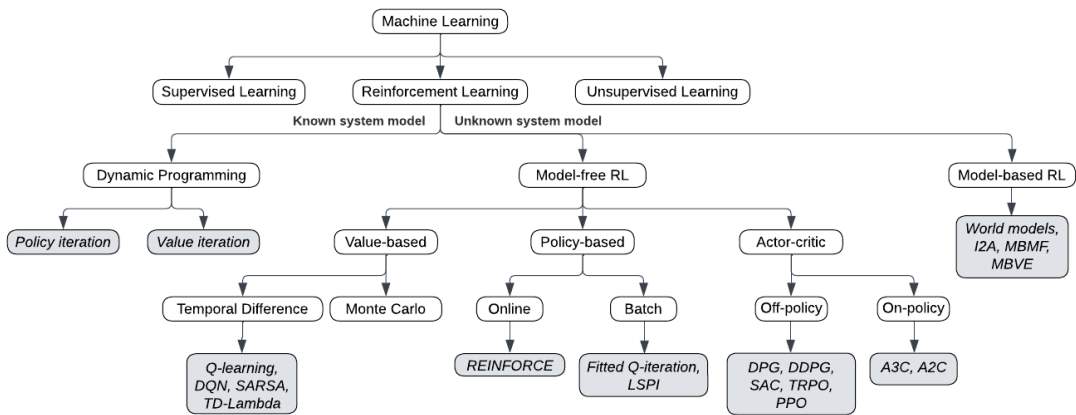 Machine Learning
Supervised Learning
Reinforcement Learning
Unsupervised Learning
Known system model
Unknown system model
Dynamic Programming
Model-free RL
Model-based RL
Policy iteration
Value iteration
Value-based
Policy-based
Actor-critic
World models,
I2A, MBMF,
MBVE
Temporal Difference
Monte Carlo
Online
Batch
Off-policy
On-policy
Q-learning,
DQN, SARSA,
TD-Lambda
REINFORCE
Fitted Q-iteration,
LSPI
DPG, DDPG,
SAC, TRPO,
PPO
A3C, A2C